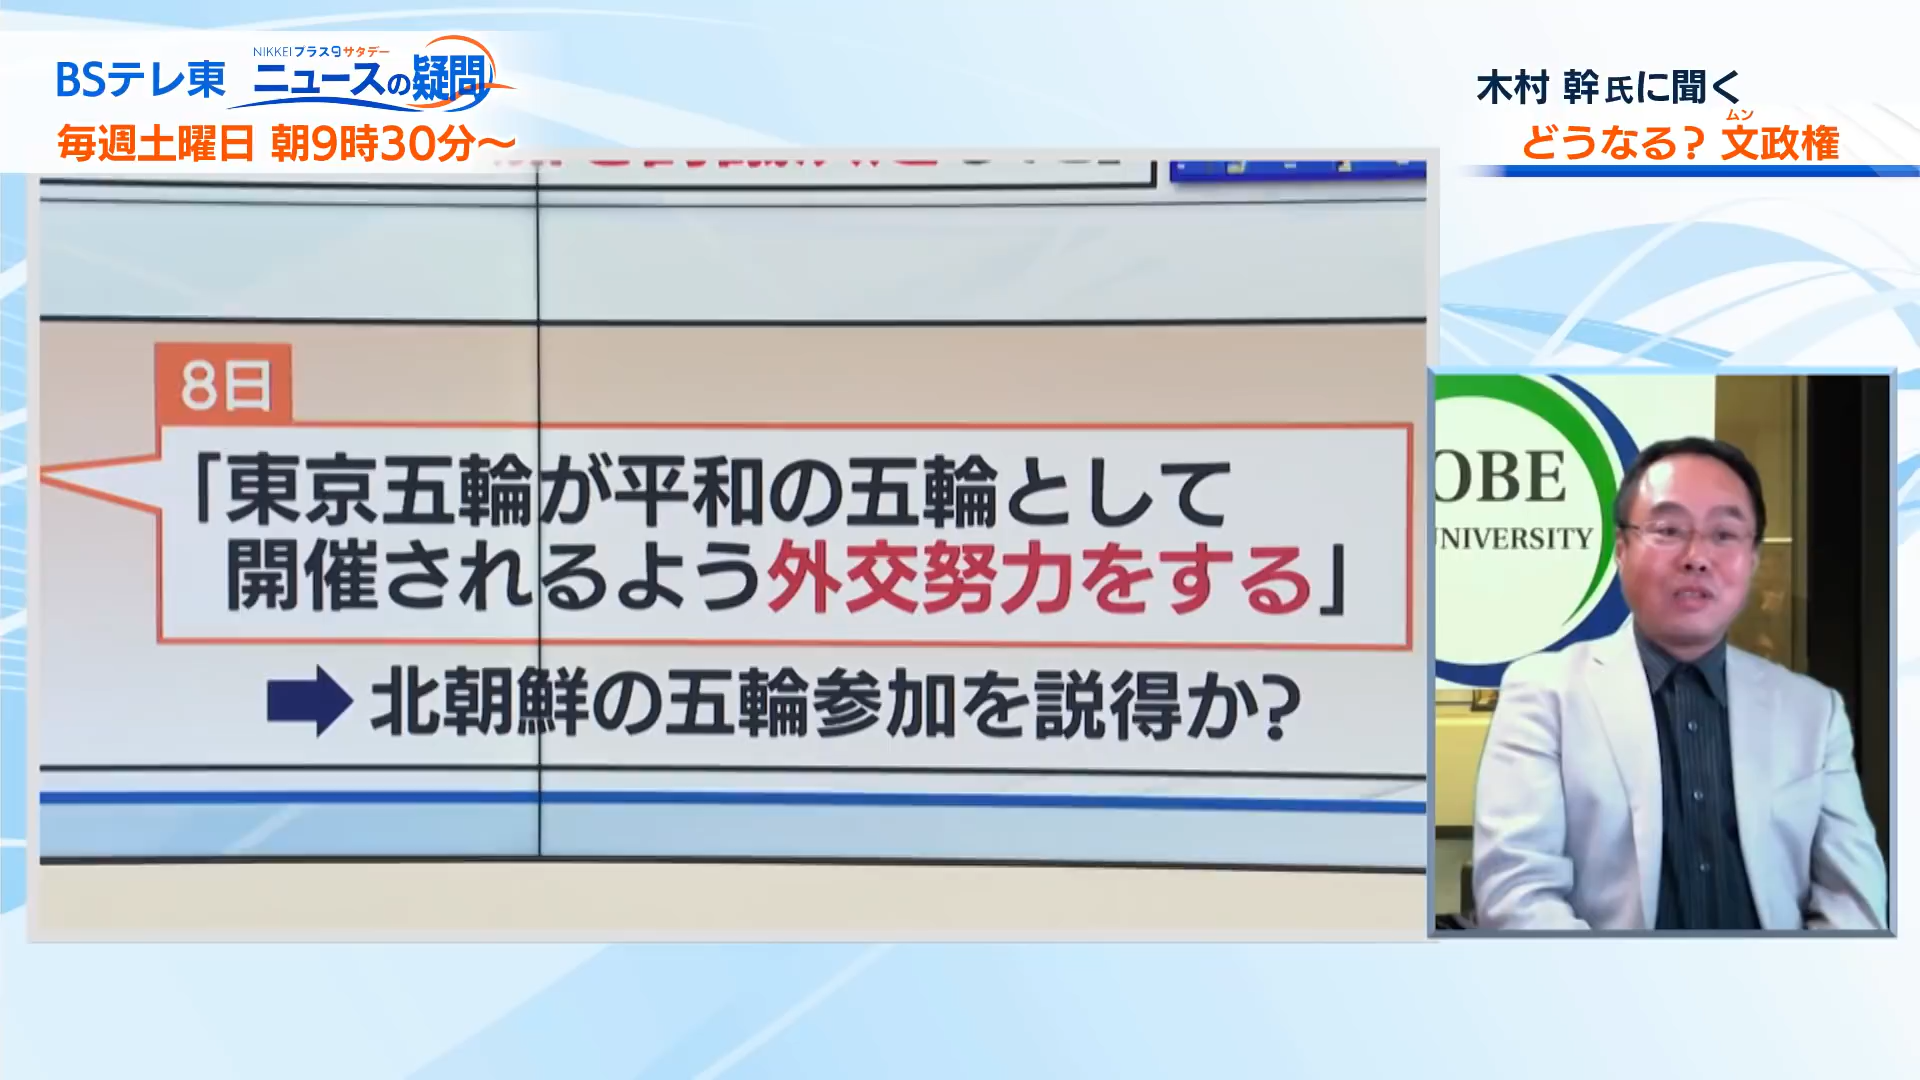 BSテレ東
NIKKEIプラス9サタデー
ニュースの疑問
毎週土曜日 朝9時30分〜
木村 幹氏に聞く
ムン
どうなる? 文政権
8日
「東京五輪が平和の五輪として
開催されるよう外交努力をする」
➡北朝鮮の五輪参加を説得か?
OBE
UNIVERSITY